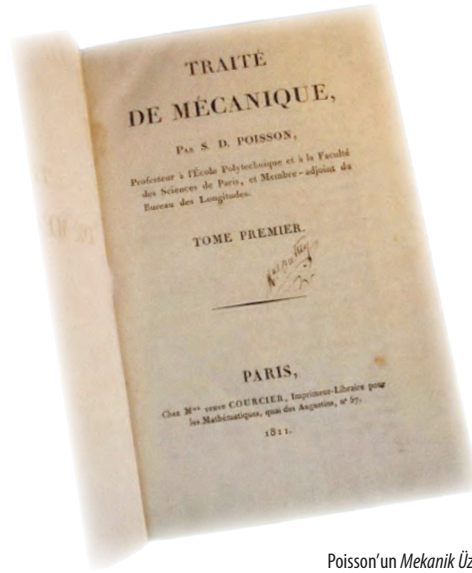 TRAITÉ
DE MÉCANIQUE,
PAR S. D. POISSON,
Professeur à l'École Polytechnique et à la Faculté
des Sciences de Paris, et Membre-adjoint du
Bureau des Longitudes.
TOME PREMIER.
PARIS,
Chez Mme veuve COURCIER, Imprimeur-Libraire pour
les Mathématiques, quai des Augustins, n° 57.
1811.
Poisson'un Mekanik